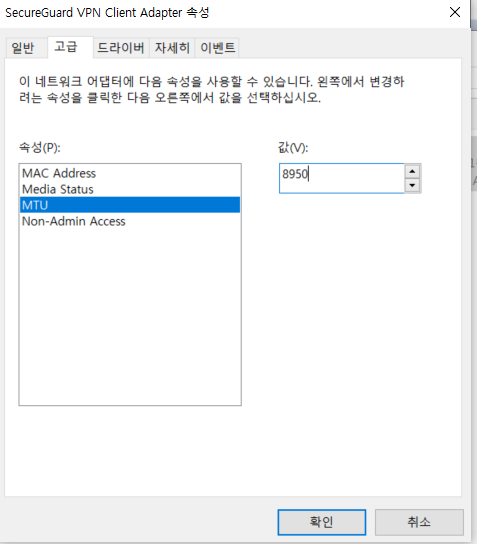 SecureGuard VPN Client Adapter 속성
일반 고급 드라이버 자세히 이벤트
이 네트워크 어댑터에 다음 속성을 사용할 수 있습니다. 왼쪽에서 변경하
려는 속성을 클릭한 다음 오른쪽에서 값을 선택하십시오.
속성(P): 값(V):
MAC Address 8950
Media Status
MTU
Non-Admin Access
확인 취소